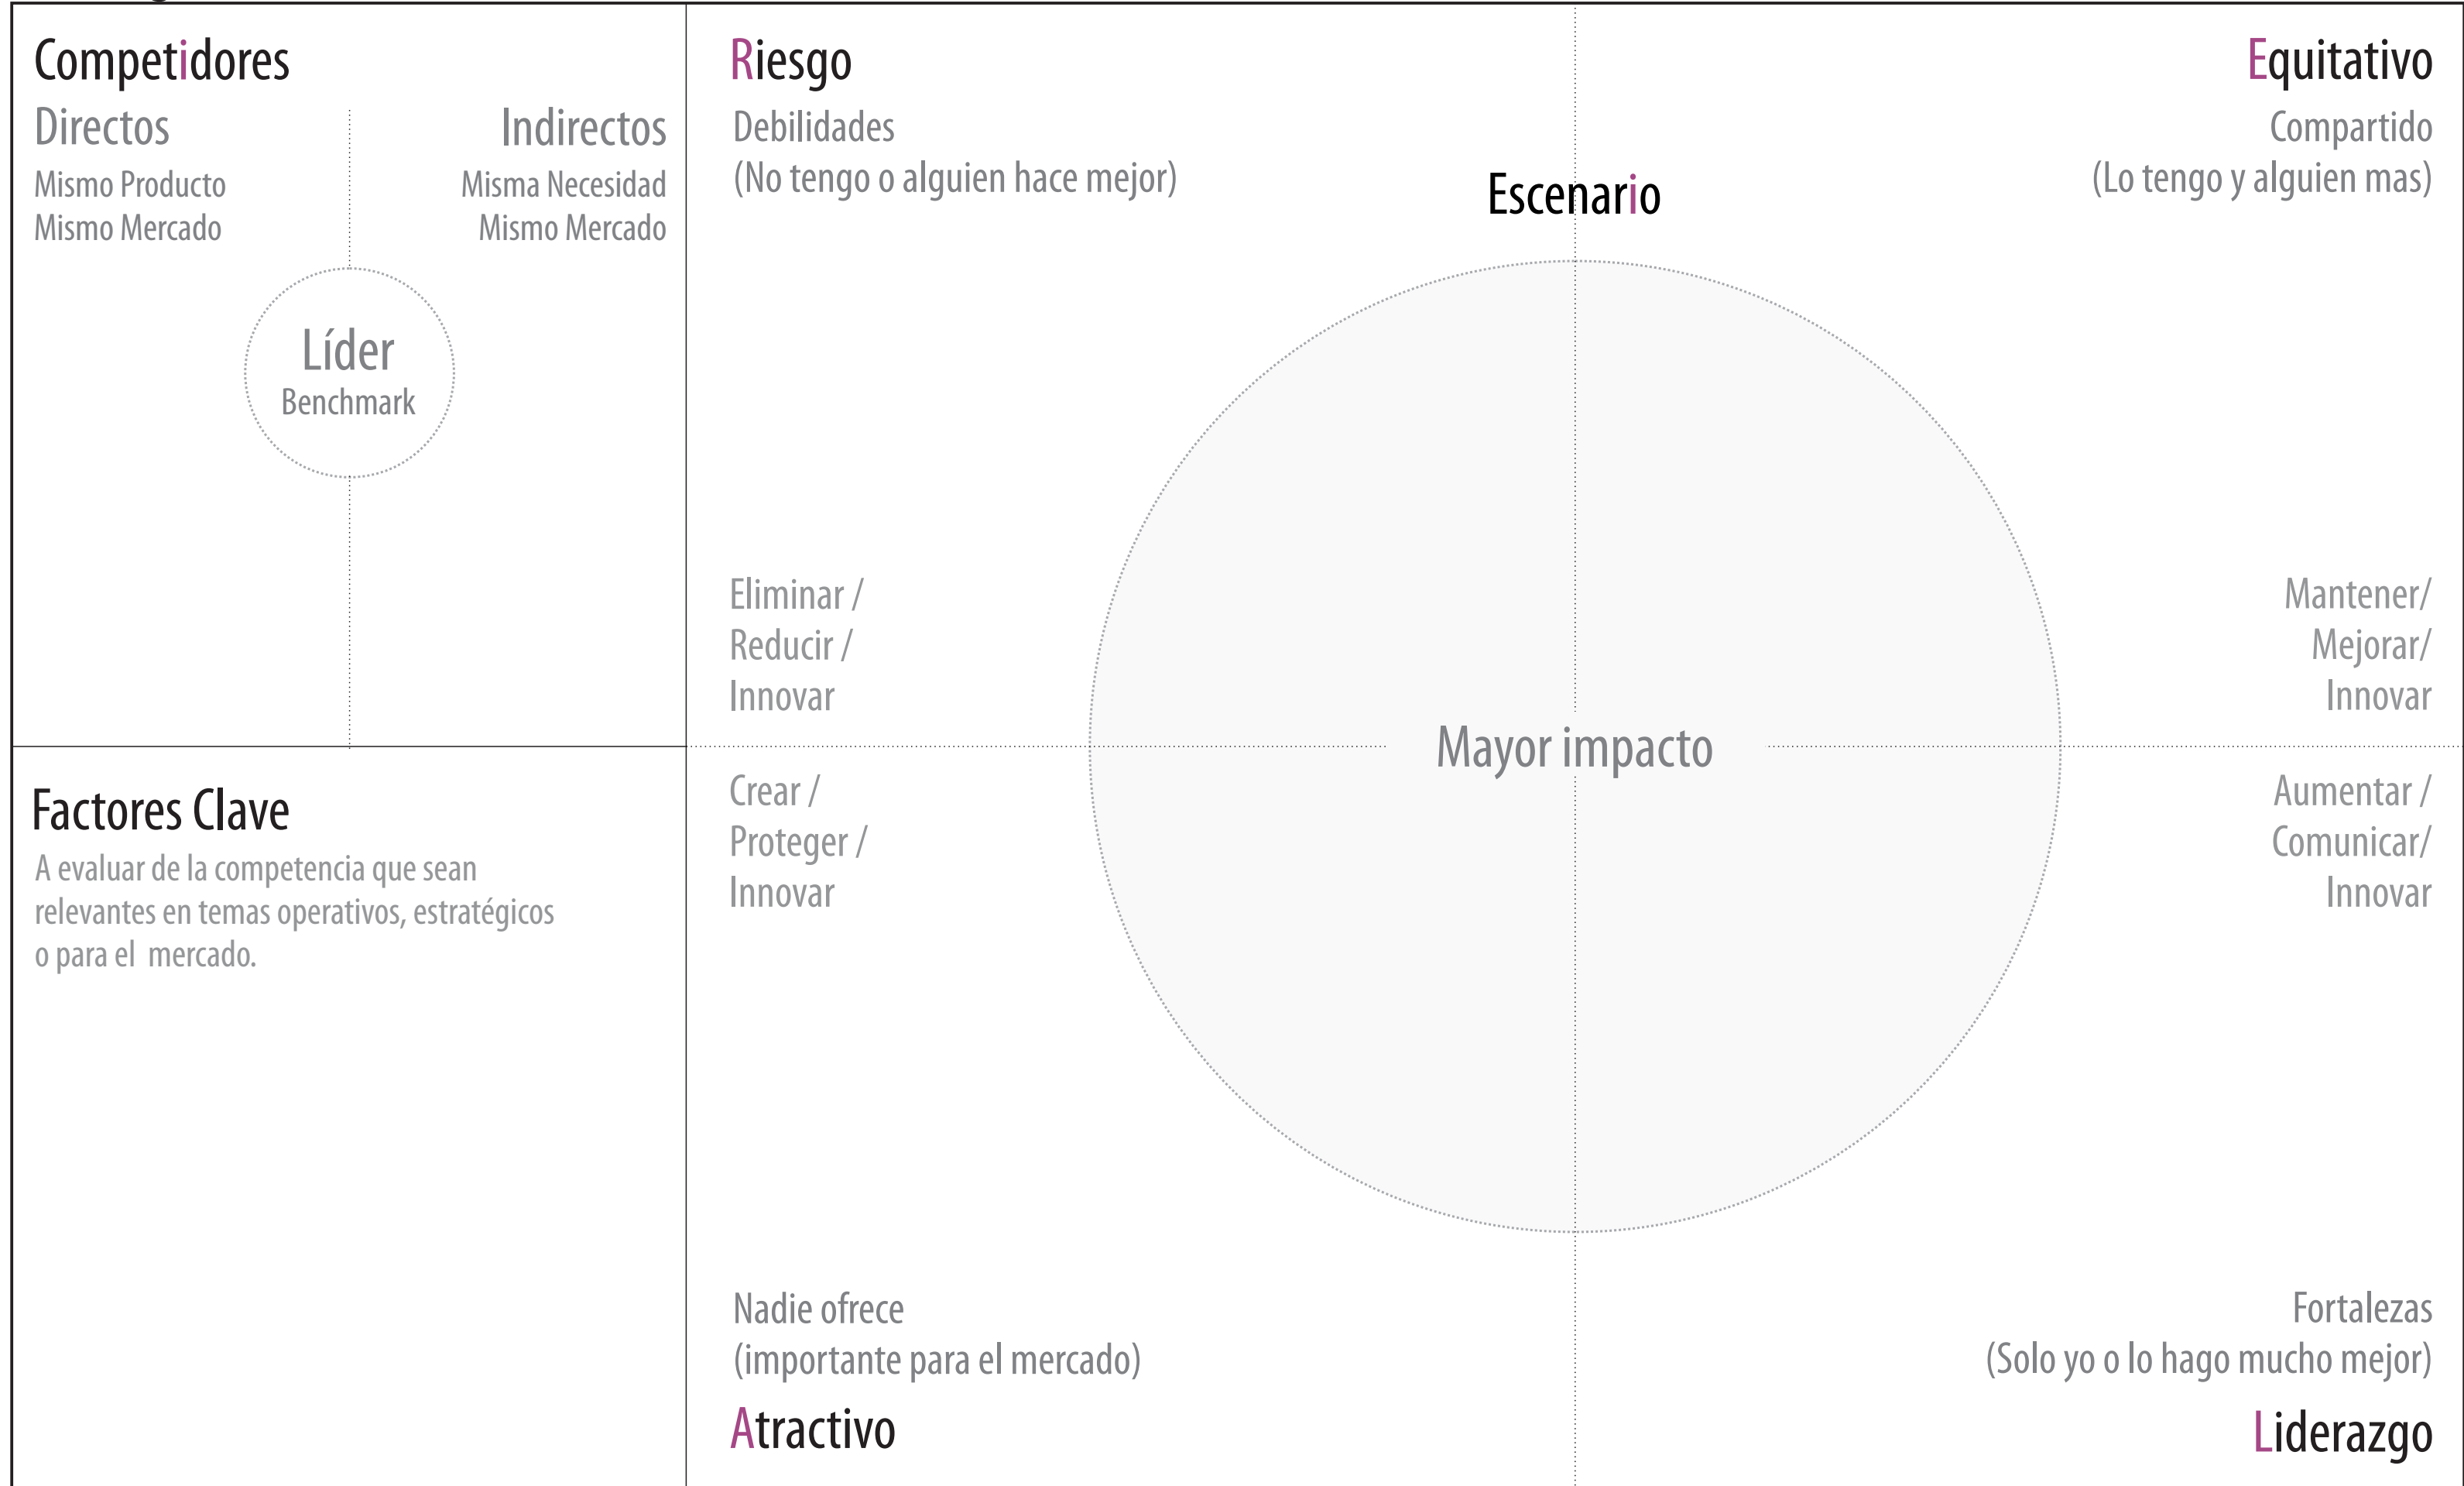 Competidores
Directos
Mismo Producto
Mismo Mercado
Indirectos
Misma Necesidad
Mismo Mercado
Líder
Benchmark
Factores Clave
A evaluar de la competencia que sean
relevantes en temas operativos, estratégicos
o para el mercado.
Riesgo
Debilidades
(No tengo o alguien hace mejor)
Escenario
Equitativo
Compartido
(Lo tengo y alguien mas)
Eliminar /
Reducir /
Innovar
Mantener/
Mejorar/
Innovar
Mayor impacto
Crear /
Proteger /
Innovar
Aumentar /
Comunicar/
Innovar
Nadie ofrece
(importante para el mercado)
Atractivo
Fortalezas
(Solo yo o lo hago mucho mejor)
Liderazgo